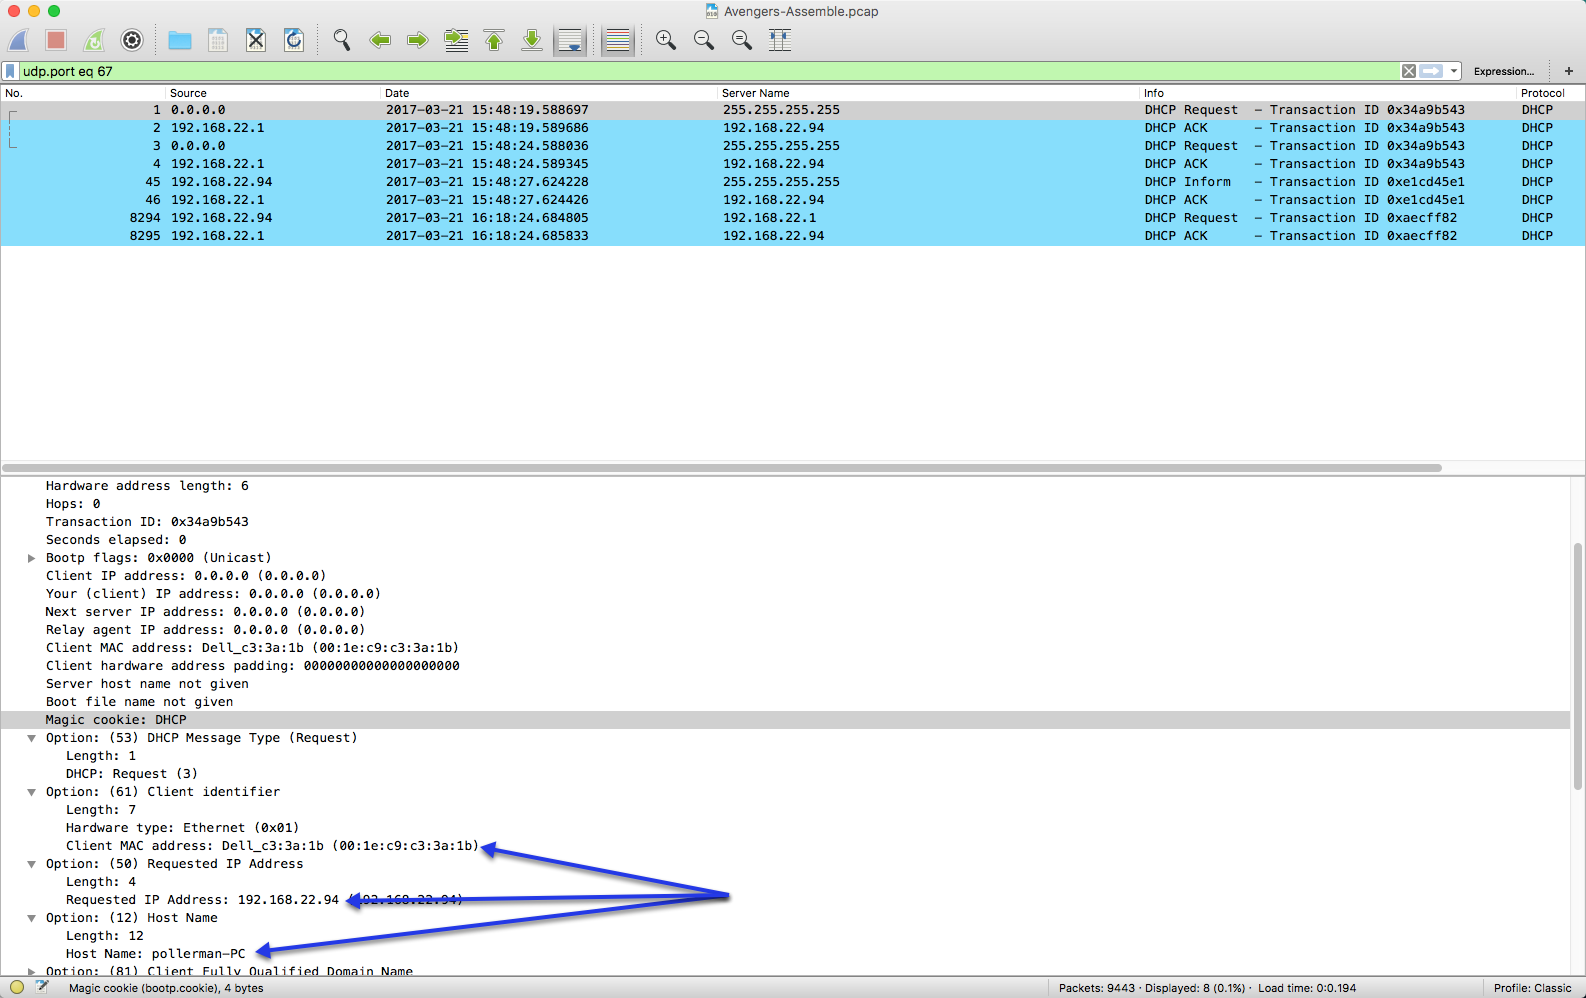 Avengers-Assemble.pcap
udp.port eq 67
Expression...
+
No. Source Date Server Name Info Protocol
1 0.0.0.0 2017-03-21 15:48:19.588697 255.255.255.255 DHCP Request - Transaction ID 0x34a9b543 DHCP
2 192.168.22.1 2017-03-21 15:48:19.589686 192.168.22.94 DHCP ACK - Transaction ID 0x34a9b543 DHCP
3 0.0.0.0 2017-03-21 15:48:24.588036 255.255.255.255 DHCP Request - Transaction ID 0x34a9b543 DHCP
4 192.168.22.1 2017-03-21 15:48:24.589345 192.168.22.94 DHCP ACK - Transaction ID 0x34a9b543 DHCP
45 192.168.22.94 2017-03-21 15:48:27.624228 255.255.255.255 DHCP Inform - Transaction ID 0xe1cd45e1 DHCP
46 192.168.22.1 2017-03-21 15:48:27.624426 192.168.22.94 DHCP ACK - Transaction ID 0xe1cd45e1 DHCP
8294 192.168.22.94 2017-03-21 16:18:24.684805 192.168.22.1 DHCP Request - Transaction ID 0xaecff82 DHCP
8295 192.168.22.1 2017-03-21 16:18:24.685833 192.168.22.94 DHCP ACK - Transaction ID 0xaecff82 DHCP
Hardware address length: 6
Hops: 0
Transaction ID: 0x34a9b543
Seconds elapsed: 0
Bootp flags: 0x0000 (Unicast)
Client IP address: 0.0.0.0 (0.0.0.0)
Your (client) IP address: 0.0.0.0 (0.0.0.0)
Next server IP address: 0.0.0.0 (0.0.0.0)
Relay agent IP address: 0.0.0.0 (0.0.0.0)
Client MAC address: Dell_c3:3a:1b (00:1e:c9:c3:3a:1b)
Client hardware address padding: 00000000000000000000
Server host name not given
Boot file name not given
Magic cookie: DHCP
Option: (53) DHCP Message Type (Request)
Length: 1
DHCP: Request (3)
Option: (61) Client identifier
Length: 7
Hardware type: Ethernet (0x01)
Client MAC address: Dell_c3:3a:1b (00:1e:c9:c3:3a:1b)
Option: (50) Requested IP Address
Length: 4
Requested IP Address: 192.168.22.94 (192.168.22.94)
Option: (12) Host Name
Length: 12
Host Name: pollerman-PC
Option: (81) Client Fully Qualified Domain Name
Magic cookie (bootp.cookie), 4 bytes
Packets: 9443 · Displayed: 8 (0.1%) · Load time: 0:0.194
Profile: Classic